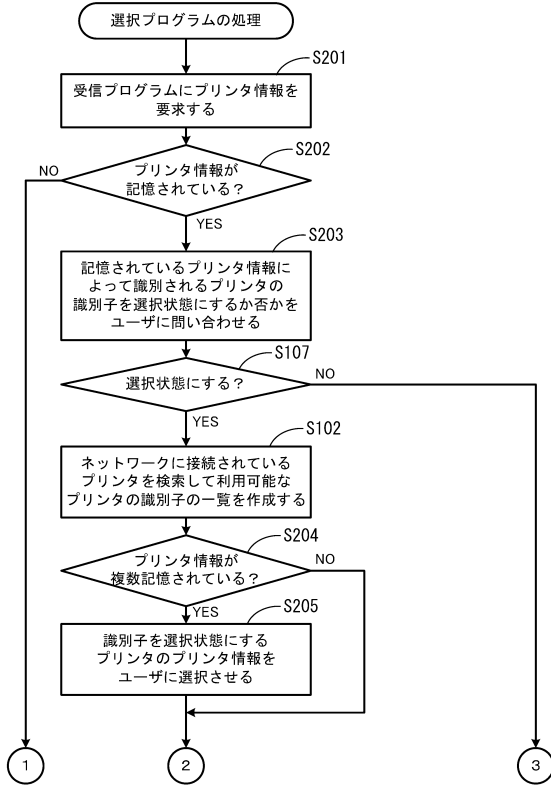 選択プログラムの処理
S201
受信プログラムにプリンタ情報を
要求する
S202
NO
プリンタ情報が
記憶されている？
YES
S203
記憶されているプリンタ情報に
よって識別されるプリンタの
識別子を選択状態にするか否かを
ユーザに問い合わせる
S107
選択状態にする？
NO
YES
S102
ネットワークに接続されている
プリンタを検索して利用可能な
プリンタの識別子の一覧を作成する
S204
プリンタ情報が
複数記憶されている？
NO
YES
S205
識別子を選択状態にする
プリンタのプリンタ情報を
ユーザに選択させる
1
2
3